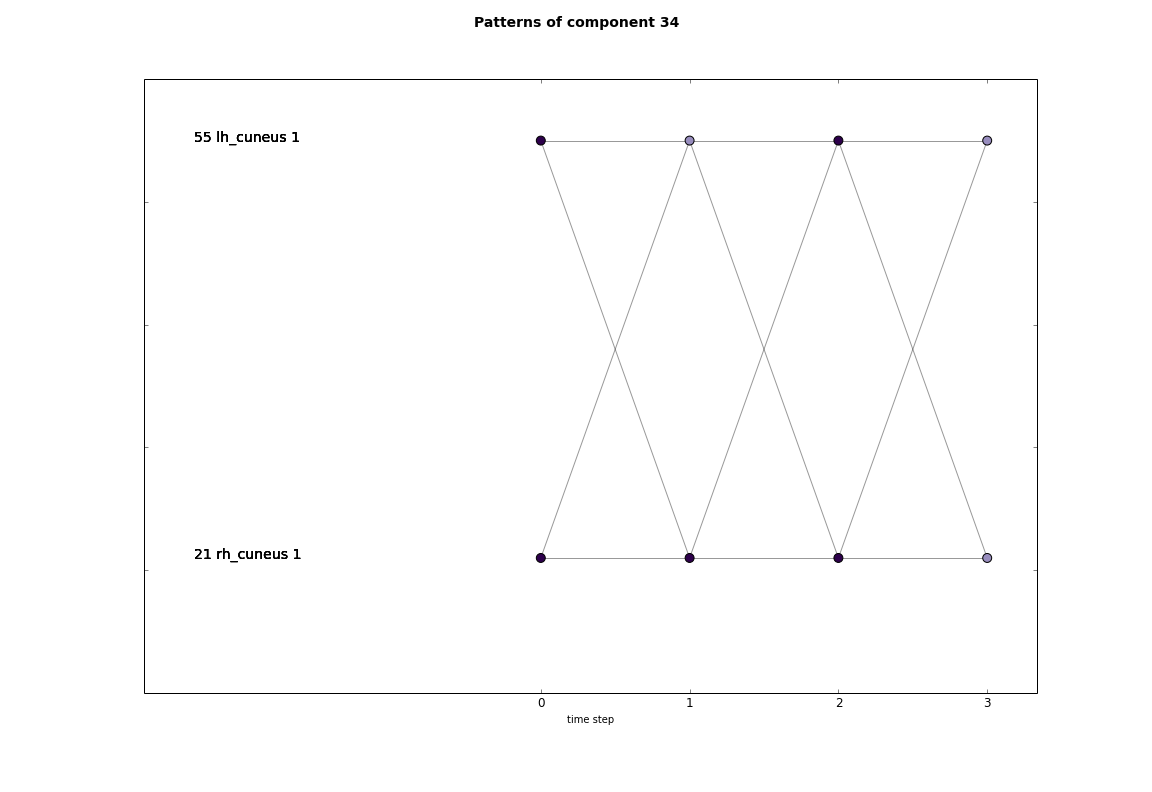 Patterns of component 34
55 lh_cuneus 1
21 rh_cuneus 1
0 1 2 3
time step